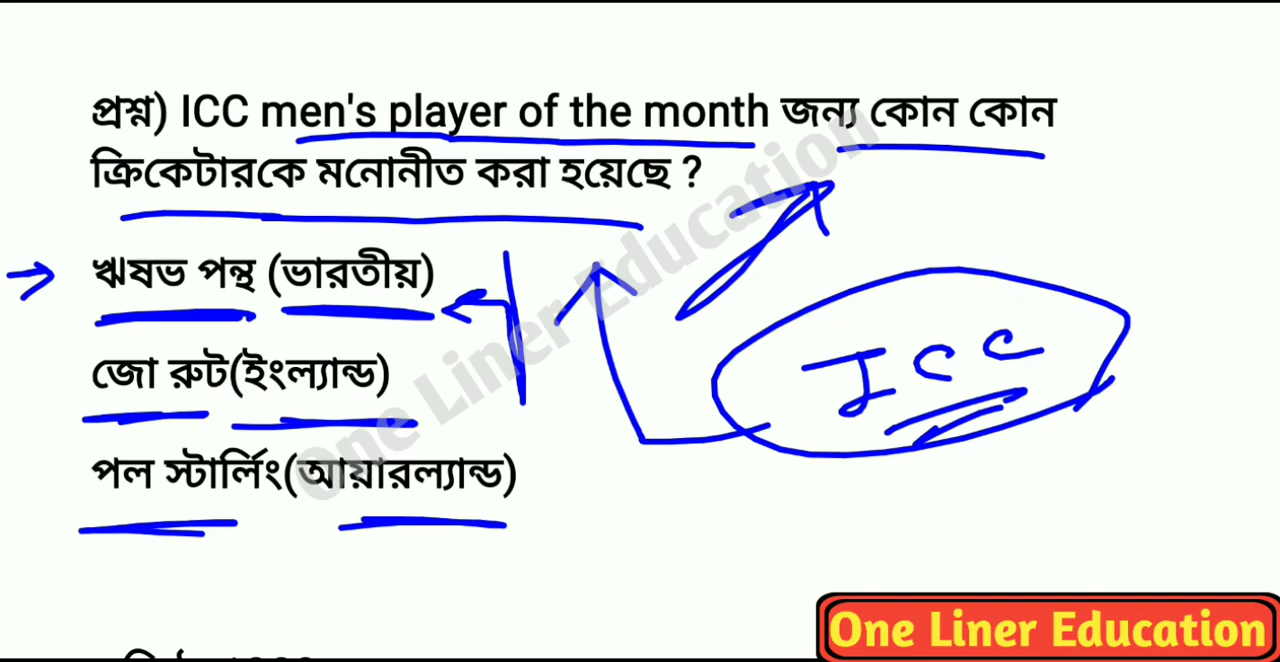 প্রশ্ন) ICC men's player of the month জন্য কোন কোন
ক্রিকেটারকে মনোনীত করা হয়েছে ?
ঋষভ পন্থ (ভারতীয়)
জো রুট(ইংল্যান্ড)
ICC
পল স্টার্লিং(আয়ারল্যান্ড)
One Liner Education
One Liner Education